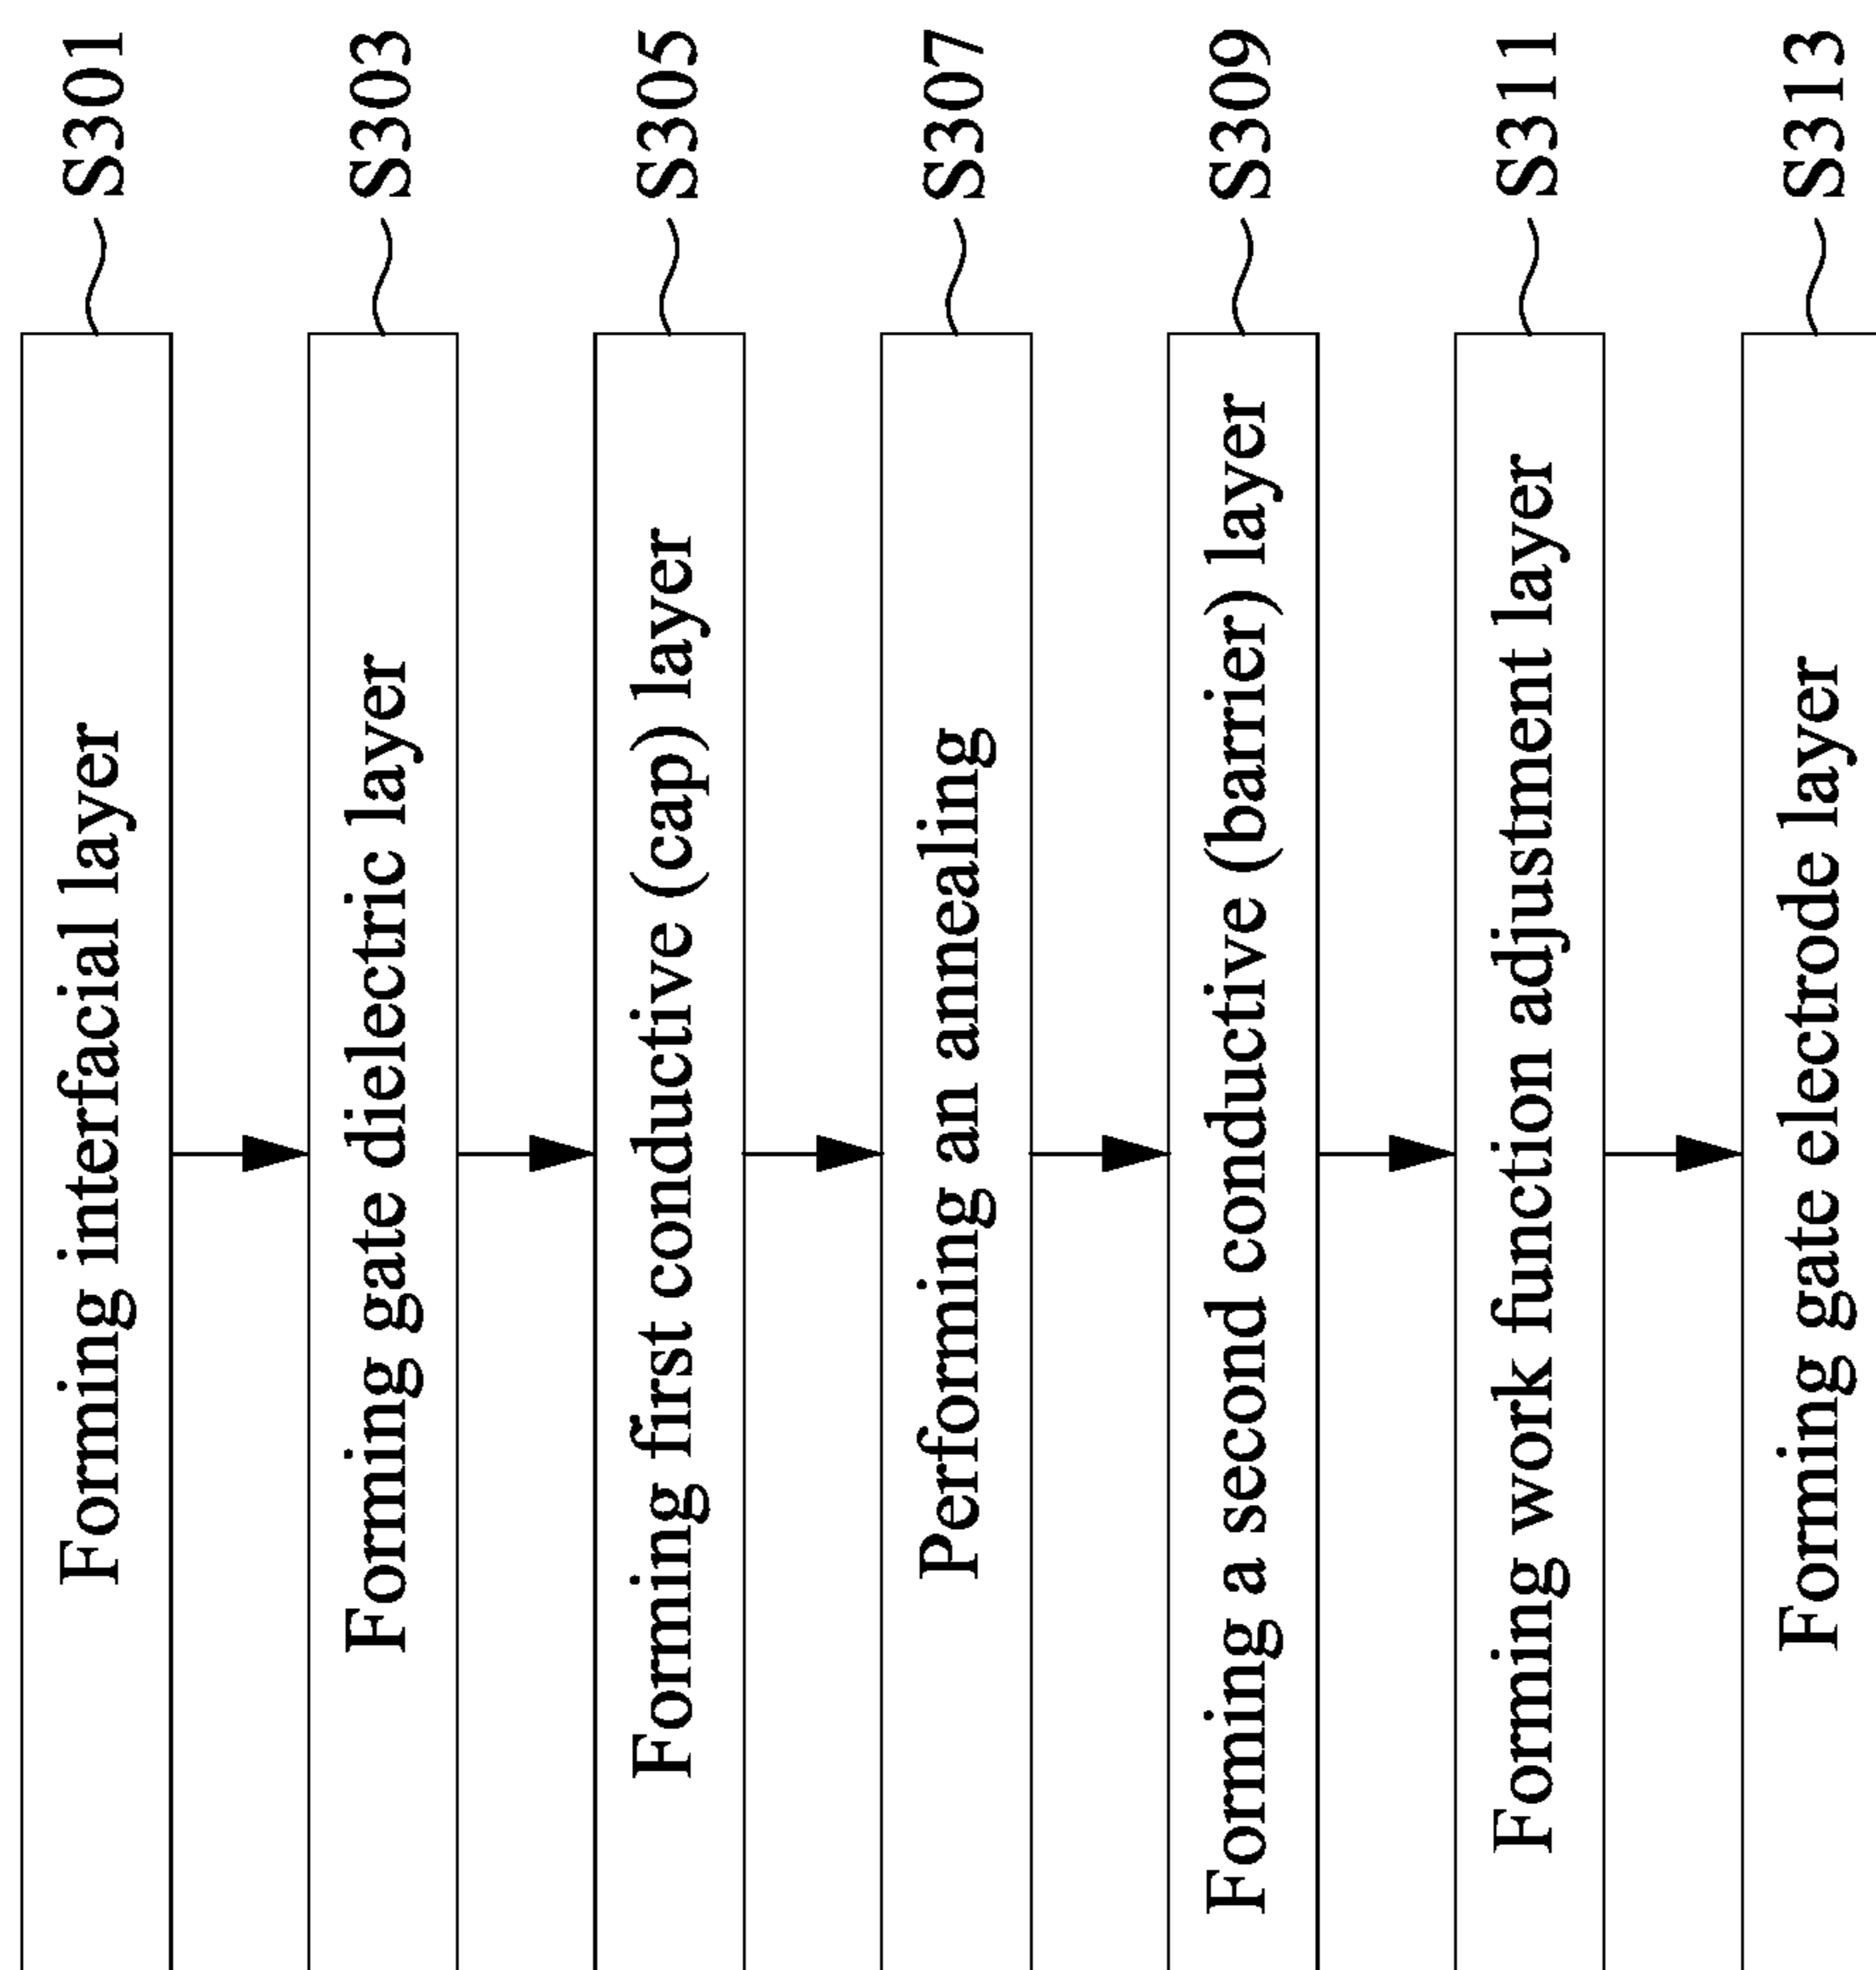 Forming interfacial layer
S301
Forming gate dielectric layer
S303
Forming first conductive (cap) layer
S305
Performing an annealing
S307
Forming a second conductive (barrier) layer
S309
Forming work function adjustment layer
S311
Forming gate electrode layer
S313